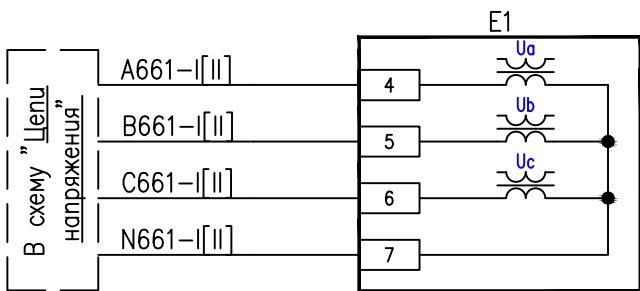 E1
В схему "Цепи
напряжения"
A661-I[II]
4
Ua
B661-I[II]
5
Ub
C661-I[II]
6
Uc
N661-I[II]
7